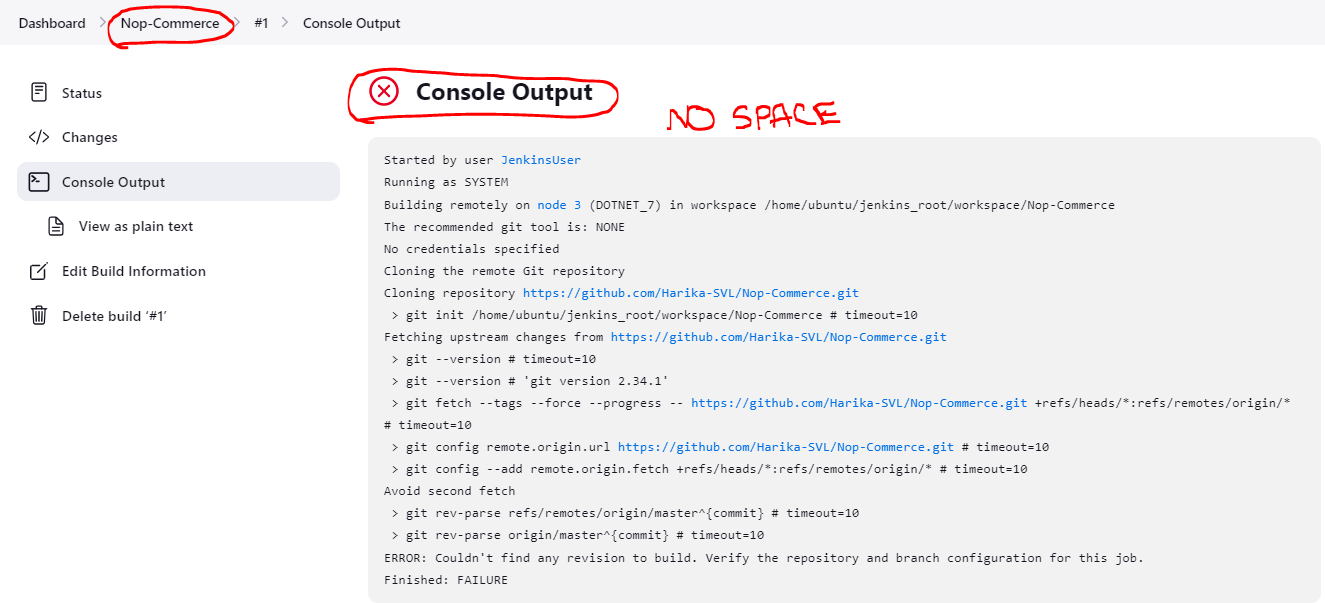 Dashboard > Nop-Commerce > #1 > Console Output
Status
Changes
Console Output
View as plain text
Edit Build Information
Delete build ‘#1’
Console Output
NO SPACE
Started by user JenkinsUser
Running as SYSTEM
Building remotely on node 3 (DOTNET_7) in workspace /home/ubuntu/jenkins_root/workspace/Nop-Commerce
The recommended git tool is: NONE
No credentials specified
Cloning the remote Git repository
Cloning repository https://github.com/Harika-SVL/Nop-Commerce.git
> git init /home/ubuntu/jenkins_root/workspace/Nop-Commerce # timeout=10
Fetching upstream changes from https://github.com/Harika-SVL/Nop-Commerce.git
> git --version # timeout=10
> git --version # 'git version 2.34.1'
> git fetch --tags --force --progress -- https://github.com/Harika-SVL/Nop-Commerce.git +refs/heads/*:refs/remotes/origin/*
# timeout=10
> git config remote.origin.url https://github.com/Harika-SVL/Nop-Commerce.git # timeout=10
> git config --add remote.origin.fetch +refs/heads/*:refs/remotes/origin/* # timeout=10
Avoid second fetch
> git rev-parse refs/remotes/origin/master^{commit} # timeout=10
> git rev-parse origin/master^{commit} # timeout=10
ERROR: Couldn't find any revision to build. Verify the repository and branch configuration for this job.
Finished: FAILURE